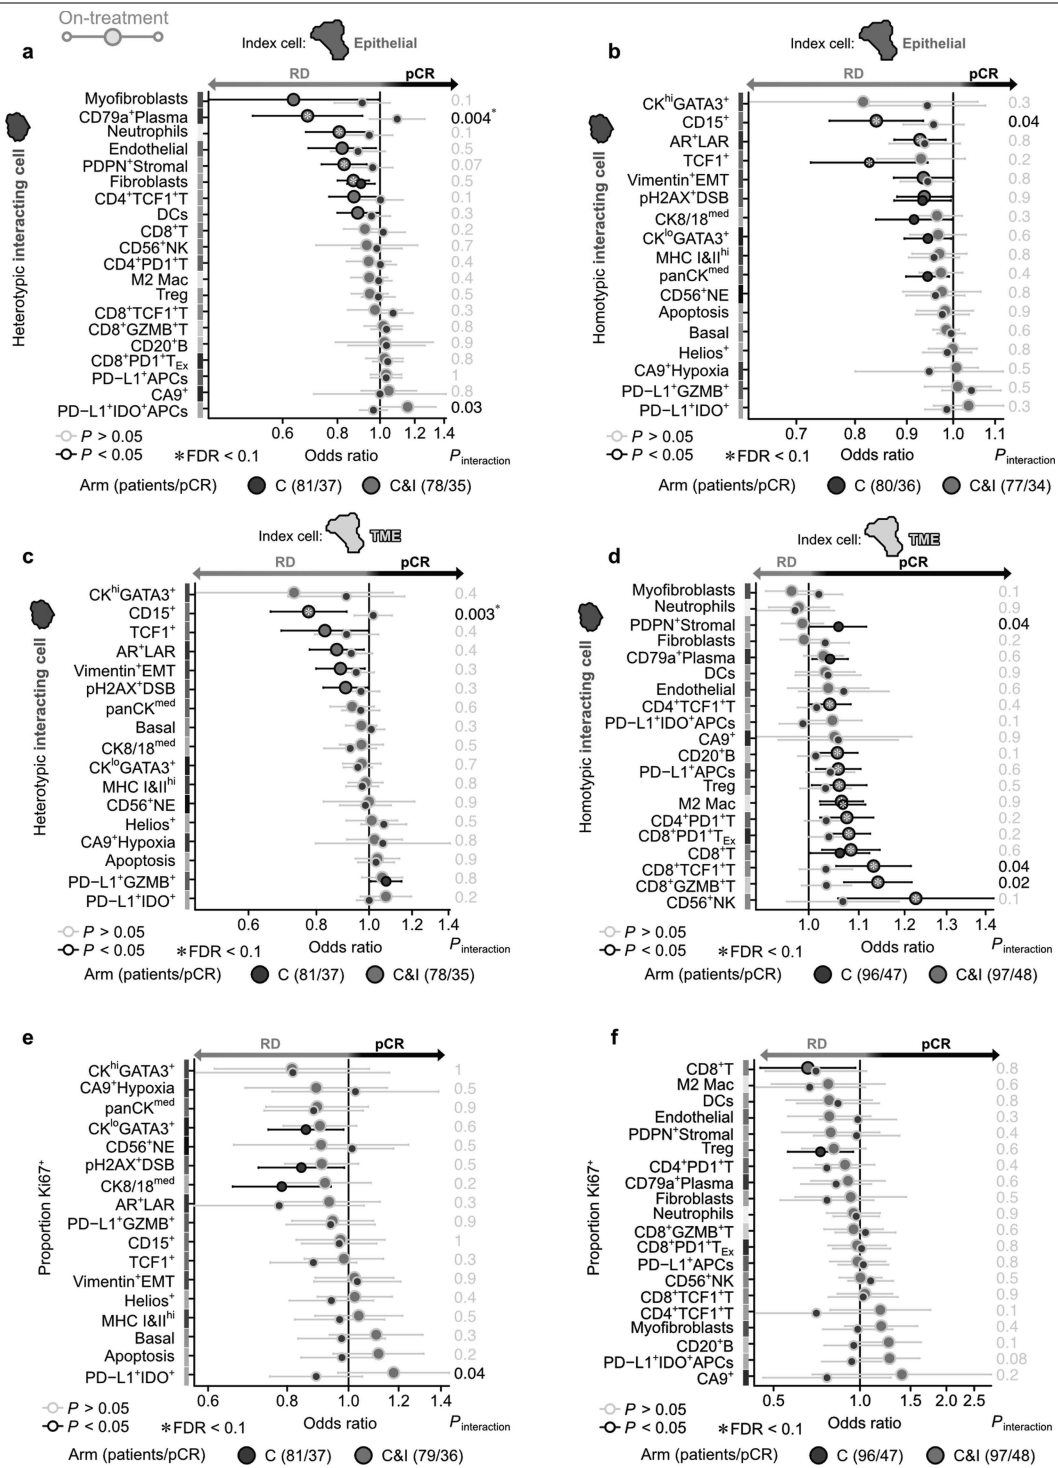 On-treatment
a
Index cell: Epithelial
RD pCR
Heterotypic interacting cell
Myofibroblasts 0.1
CD79a⁺Plasma 0.004*
Neutrophils 0.1
Endothelial 0.5
PDPN⁺Stromal 0.07
Fibroblasts 0.5
CD4⁺TCF1⁺T 0.1
DCs 0.3
CD8⁺T 0.2
CD56⁺NK 0.7
CD4⁺PD1⁺T 0.4
M2 Mac 0.4
Treg 0.5
CD8⁺TCF1⁺T 0.3
CD8⁺GZMB⁺T 0.8
CD20⁺B 0.9
CD8⁺PD1⁺T_Ex 0.8
PD−L1⁺APCs 1
CA9⁺ 0.8
PD−L1⁺IDO⁺APCs 0.03
0.6 0.8 1.0 1.2 1.4
P > 0.05
P < 0.05 *FDR < 0.1 Odds ratio P_interaction
Arm (patients/pCR) C (81/37) C&I (78/35)
b
Index cell: Epithelial
RD pCR
Homotypic interacting cell
CK^hiGATA3⁺ 0.3
CD15⁺ 0.04
AR⁺LAR 0.8
TCF1⁺ 0.2
Vimentin⁺EMT 0.8
pH2AX⁺DSB 0.9
CK8/18^med 0.3
CK^loGATA3⁺ 0.6
MHC I&II^hi 0.8
panCK^med 0.4
CD56⁺NE 0.8
Apoptosis 0.9
Basal 0.6
Helios⁺ 0.8
CA9⁺Hypoxia 0.5
PD−L1⁺GZMB⁺ 0.5
PD−L1⁺IDO⁺ 0.3
0.7 0.8 0.9 1.0 1.1
P > 0.05
P < 0.05 *FDR < 0.1 Odds ratio P_interaction
Arm (patients/pCR) C (80/36) C&I (77/34)
c
Index cell: TME
RD pCR
Heterotypic interacting cell
CK^hiGATA3⁺ 0.4
CD15⁺ 0.003*
TCF1⁺ 0.4
AR⁺LAR 0.4
Vimentin⁺EMT 0.3
pH2AX⁺DSB 0.3
panCK^med 0.6
Basal 0.3
CK8/18^med 0.5
CK^loGATA3⁺ 0.7
MHC I&II^hi 0.8
CD56⁺NE 0.9
Helios⁺ 0.5
CA9⁺Hypoxia 0.8
Apoptosis 0.9
PD−L1⁺GZMB⁺ 0.8
PD−L1⁺IDO⁺ 0.2
0.6 0.8 1.0 1.2 1.4
P > 0.05
P < 0.05 *FDR < 0.1 Odds ratio P_interaction
Arm (patients/pCR) C (81/37) C&I (78/35)
d
Index cell: TME
RD pCR
Homotypic interacting cell
Myofibroblasts 0.1
Neutrophils 0.9
PDPN⁺Stromal 0.04
Fibroblasts 0.2
CD79a⁺Plasma 0.6
DCs 0.9
Endothelial 0.6
CD4⁺TCF1⁺T 0.4
PD−L1⁺IDO⁺APCs 0.1
CA9⁺ 0.9
CD20⁺B 0.1
PD−L1⁺APCs 0.6
Treg 0.5
M2 Mac 0.9
CD4⁺PD1⁺T 0.2
CD8⁺PD1⁺T_Ex 0.2
CD8⁺T 0.6
CD8⁺TCF1⁺T 0.04
CD8⁺GZMB⁺T 0.02
CD56⁺NK 0.1
1.0 1.1 1.2 1.3 1.4
P > 0.05
P < 0.05 *FDR < 0.1 Odds ratio P_interaction
Arm (patients/pCR) C (96/47) C&I (97/48)
e
RD pCR
Proportion Ki67⁺
CK^hiGATA3⁺ 1
CA9⁺Hypoxia 0.5
panCK^med 0.9
CK^loGATA3⁺ 0.6
CD56⁺NE 0.5
pH2AX⁺DSB 0.5
CK8/18^med 0.2
AR⁺LAR 0.3
PD−L1⁺GZMB⁺ 0.9
CD15⁺ 1
TCF1⁺ 0.3
Vimentin⁺EMT 0.9
Helios⁺ 0.4
MHC I&II^hi 0.5
Basal 0.3
Apoptosis 0.2
PD−L1⁺IDO⁺ 0.04
0.6 0.8 1.0 1.2 1.4
P > 0.05
P < 0.05 *FDR < 0.1 Odds ratio P_interaction
Arm (patients/pCR) C (81/37) C&I (79/36)
f
RD pCR
Proportion Ki67⁺
CD8⁺T 0.8
M2 Mac 0.6
DCs 0.8
Endothelial 0.3
PDPN⁺Stromal 0.4
Treg 0.6
CD4⁺PD1⁺T 0.4
CD79a⁺Plasma 0.6
Fibroblasts 0.5
Neutrophils 0.9
CD8⁺GZMB⁺T 0.6
CD8⁺PD1⁺T_Ex 0.8
PD−L1⁺APCs 0.8
CD56⁺NK 0.5
CD8⁺TCF1⁺T 0.9
CD4⁺TCF1⁺T 0.1
Myofibroblasts 0.4
CD20⁺B 0.1
PD−L1⁺IDO⁺APCs 0.08
CA9⁺ 0.2
0.5 1.0 1.5 2.0 2.5
P > 0.05
P < 0.05 *FDR < 0.1 Odds ratio P_interaction
Arm (patients/pCR) C (96/47) C&I (97/48)